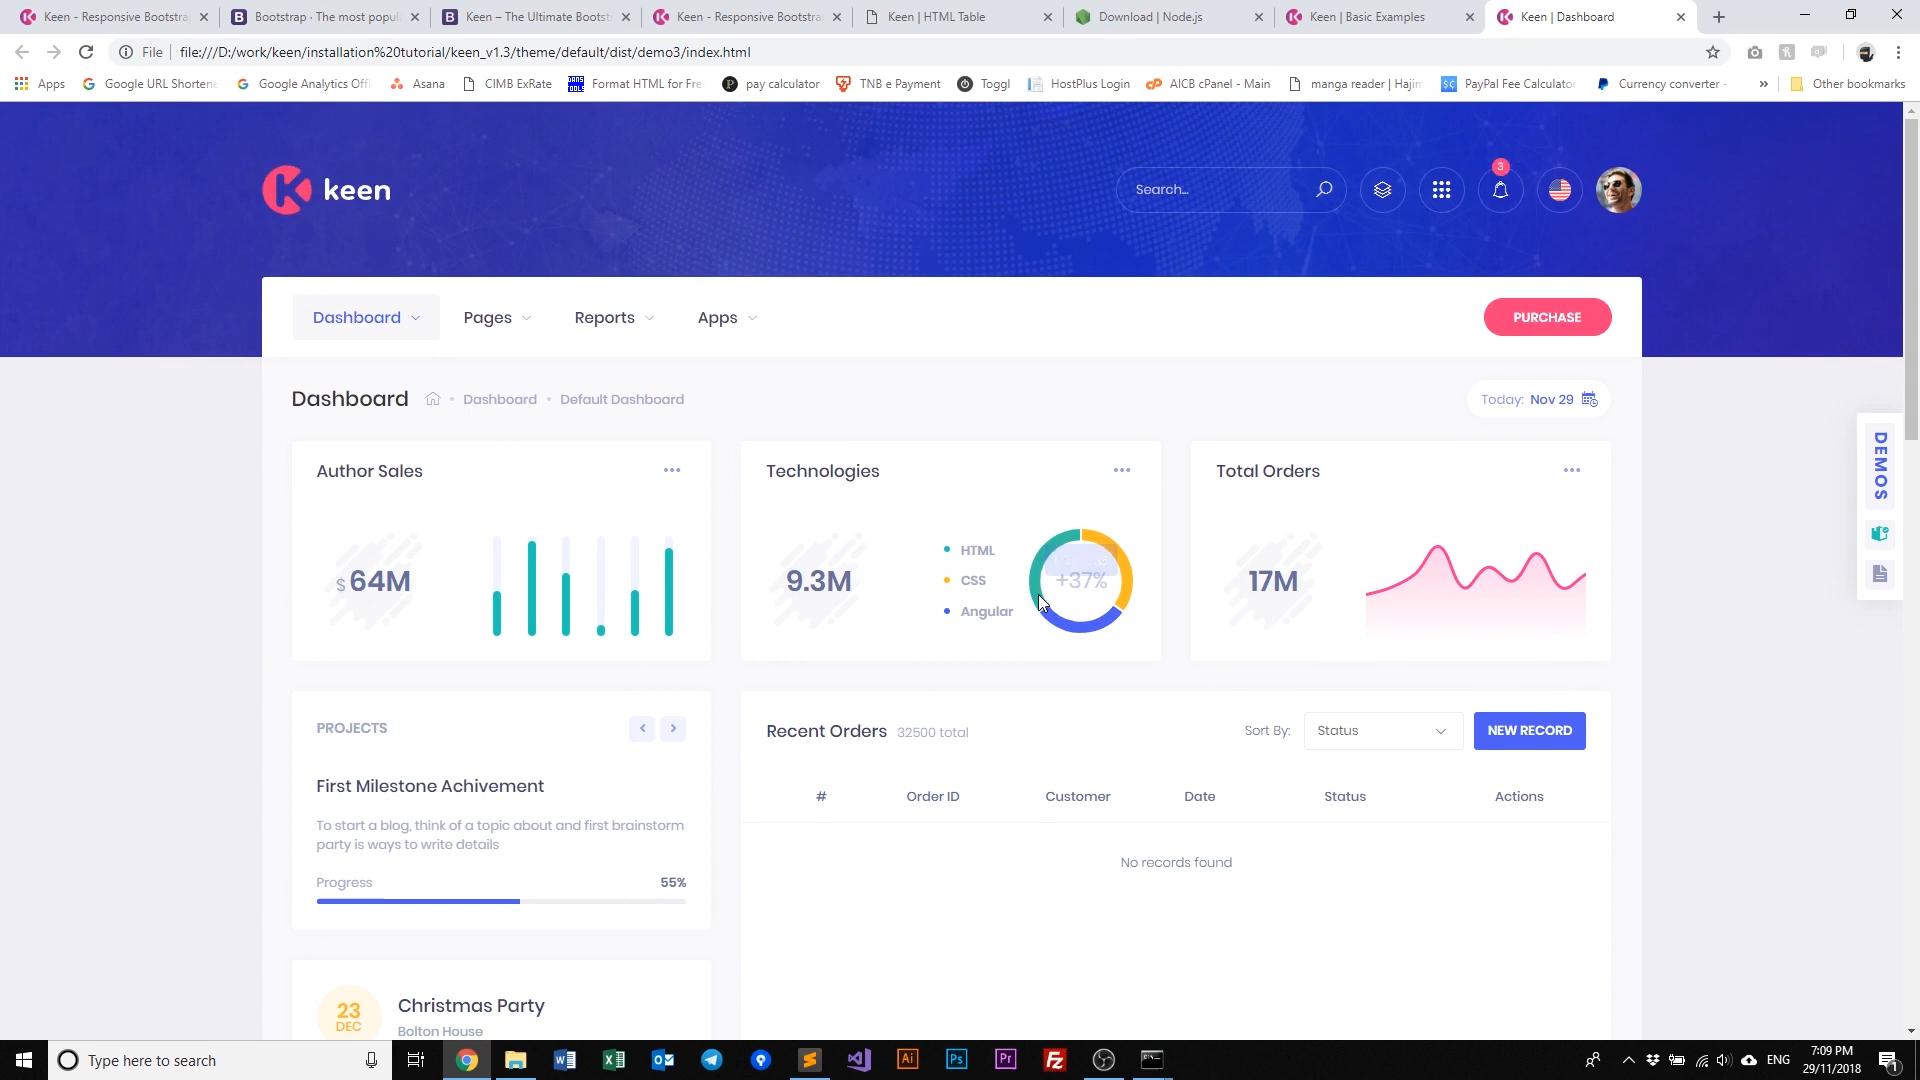 Keen - Responsive Bootstra
Bootstrap · The most popul
Keen – The Ultimate Bootst
Keen - Responsive Bootstra
Keen | HTML Table
Download | Node.js
Keen | Basic Examples
Keen | Dashboard
File
file:///D:/work/keen/installation%20tutorial/keen_v1.3/theme/default/dist/demo3/index.html
Apps
Google URL Shortene
Google Analytics Offi
Asana
CIMB ExRate
Format HTML for Fre
pay calculator
TNB e Payment
Toggl
HostPlus Login
AICB cPanel - Main
manga reader | Hajim
PayPal Fee Calculator
Currency converter -
»
Other bookmarks
keen
Search...
3
Dashboard
Pages
Reports
Apps
PURCHASE
Dashboard
Dashboard
Default Dashboard
Today: Nov 29
DEMOS
Author Sales
$ 64M
Technologies
9.3M
HTML
CSS
Angular
+37%
Total Orders
17M
PROJECTS
First Milestone Achivement
To start a blog, think of a topic about and first brainstorm
party is ways to write details
Progress
55%
Recent Orders 32500 total
Sort By:
Status
NEW RECORD
# Order ID Customer Date Status Actions
No records found
23
DEC
Christmas Party
Bolton House
Type here to search
ENG
7:09 PM
29/11/2018
1